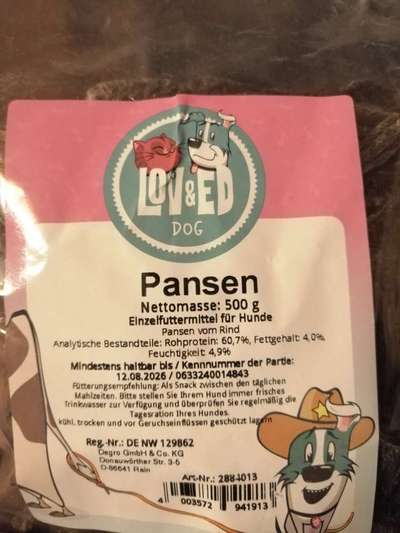 LOV&ED
DOG
Pansen
Nettomasse: 500 g
Einzelfuttermittel für Hunde
Pansen vom Rind
Analytische Bestandteile: Rohprotein: 60,7%, Fettgehalt: 4,0%,
Feuchtigkeit: 4,9%
Mindestens haltbar bis / Kennnummer der Partie:
12.08.2026 / 0633240014843
Fütterungsempfehlung: Als Snack zwischen den täglichen
Mahlzeiten. Bitte stellen Sie Ihrem Hund immer frisches
Trinkwasser zur Verfügung und überprüfen Sie regelmäßig die
Tagesration Ihres Hundes.
kühl, trocken und vor Geruchseinflüssen geschützt lagern
Reg.-Nr.: DE NW 129862
Degro GmbH & Co. KG
Donauwörther Str. 3-5
D-86641 Rain
Art-Nr.: 2884013
4 003572 941913